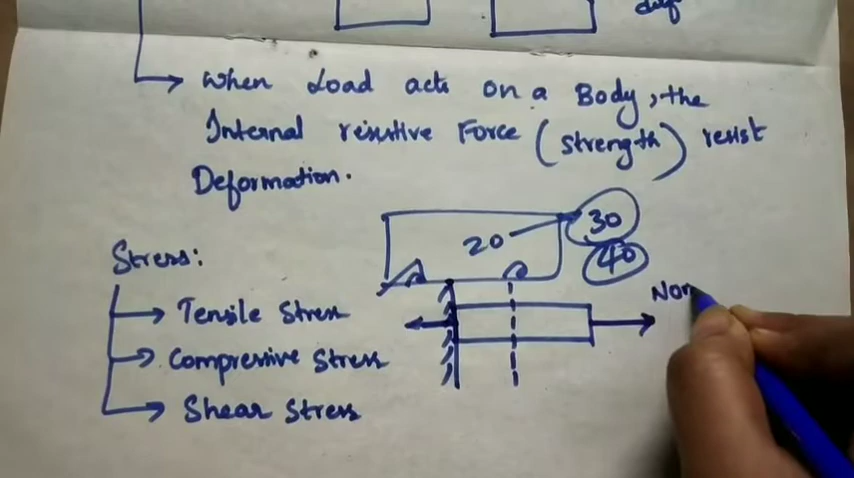 When Load acts on a Body, the
Internal resistive Force (strength) resist
Deformation.
Stress:
20
30
40
Tensile Stress
Compressive Stress
Shear Stress
Nor